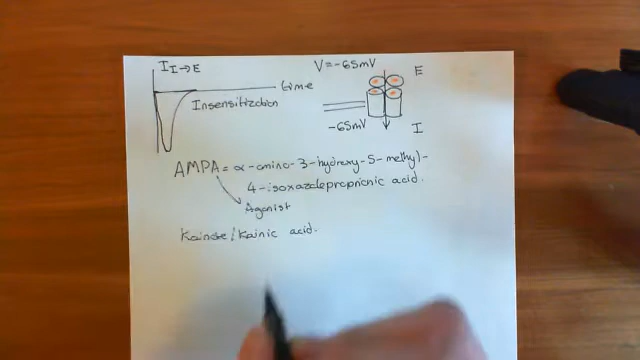 I I→E
time
Insensitization
V = -65mV
E
-65mV
I
AMPA = α-amino-3-hydroxy-5-methyl-
4-isoxazolepropionic acid.
Agonist
Kainate/Kainic acid.